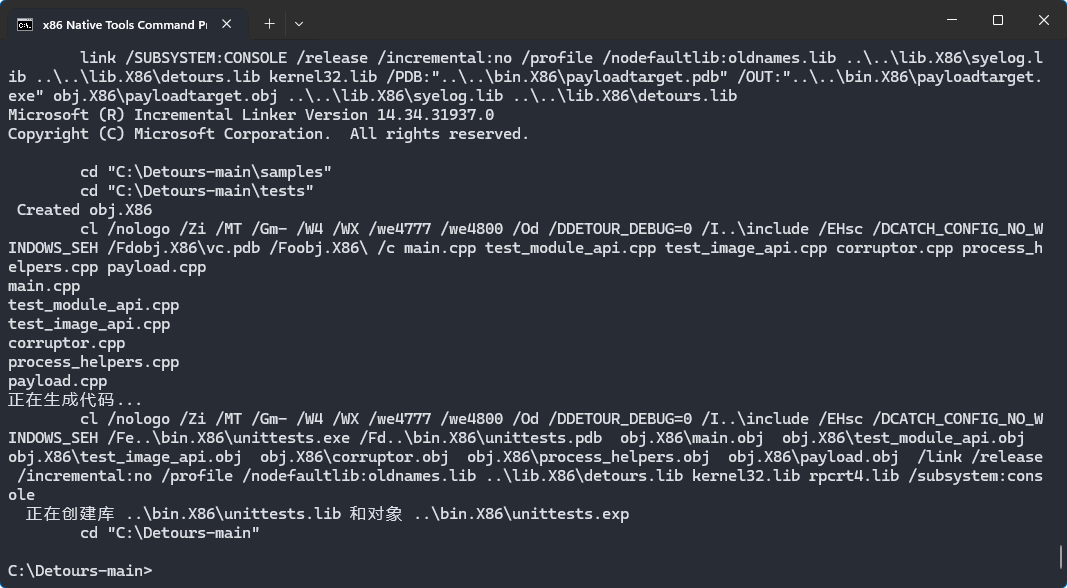 x86 Native Tools Command Pr
link /SUBSYSTEM:CONSOLE /release /incremental:no /profile /nodefaultlib:oldnames.lib ..\..\lib.X86\syelog.l
ib ..\..\lib.X86\detours.lib kernel32.lib /PDB:"..\..\bin.X86\payloadtarget.pdb" /OUT:"..\..\bin.X86\payloadtarget.
exe" obj.X86\payloadtarget.obj ..\..\lib.X86\syelog.lib ..\..\lib.X86\detours.lib
Microsoft (R) Incremental Linker Version 14.34.31937.0
Copyright (C) Microsoft Corporation.  All rights reserved.
cd "C:\Detours-main\samples"
cd "C:\Detours-main\tests"
Created obj.X86
cl /nologo /Zi /MT /Gm- /W4 /WX /we4777 /we4800 /Od /DDETOUR_DEBUG=0 /I..\include /EHsc /DCATCH_CONFIG_NO_W
INDOWS_SEH /Fdobj.X86\vc.pdb /Foobj.X86\ /c main.cpp test_module_api.cpp test_image_api.cpp corruptor.cpp process_h
elpers.cpp payload.cpp
main.cpp
test_module_api.cpp
test_image_api.cpp
corruptor.cpp
process_helpers.cpp
payload.cpp
正在生成代码...
cl /nologo /Zi /MT /Gm- /W4 /WX /we4777 /we4800 /Od /DDETOUR_DEBUG=0 /I..\include /EHsc /DCATCH_CONFIG_NO_W
INDOWS_SEH /Fe..\bin.X86\unittests.exe /Fd..\bin.X86\unittests.pdb  obj.X86\main.obj  obj.X86\test_module_api.obj
obj.X86\test_image_api.obj  obj.X86\corruptor.obj  obj.X86\process_helpers.obj  obj.X86\payload.obj  /link /release
/incremental:no /profile /nodefaultlib:oldnames.lib ..\lib.X86\detours.lib kernel32.lib rpcrt4.lib /subsystem:cons
ole
正在创建库 ..\bin.X86\unittests.lib 和对象 ..\bin.X86\unittests.exp
cd "C:\Detours-main"
C:\Detours-main>